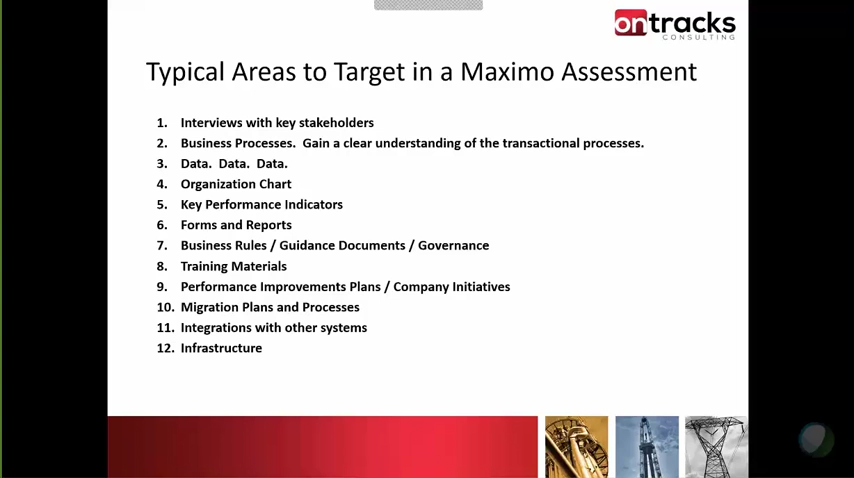 ontracks
CONSULTING
Typical Areas to Target in a Maximo Assessment
1. Interviews with key stakeholders
2. Business Processes. Gain a clear understanding of the transactional processes.
3. Data. Data. Data.
4. Organization Chart
5. Key Performance Indicators
6. Forms and Reports
7. Business Rules / Guidance Documents / Governance
8. Training Materials
9. Performance Improvements Plans / Company Initiatives
10. Migration Plans and Processes
11. Integrations with other systems
12. Infrastructure